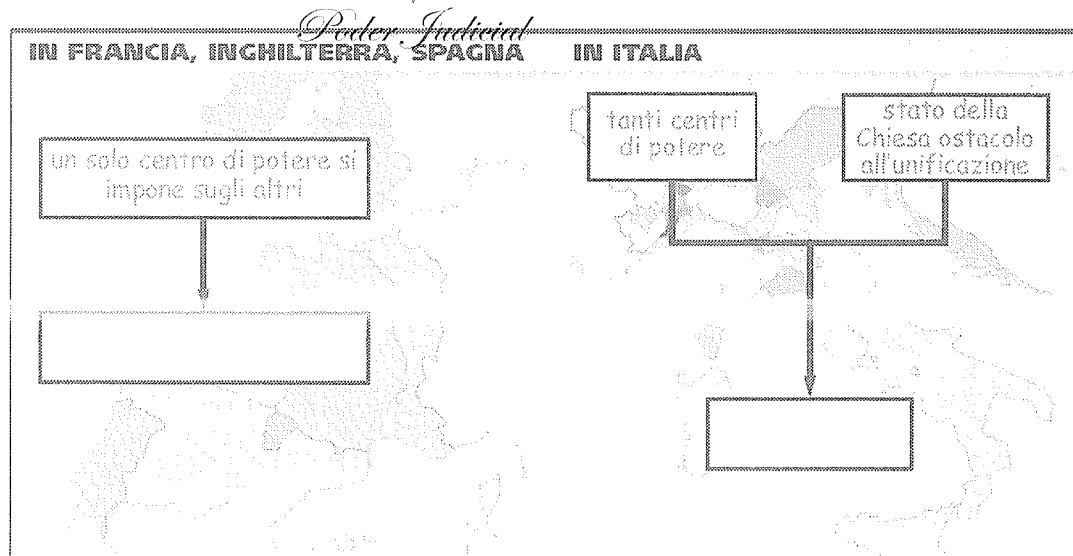 Poder Judicial
IN FRANCIA, INGHILTERRA, SPAGNA
IN ITALIA
un solo centro di potere si
impone sugli altri
tanti centri
di potere
stato della
Chiesa ostacolo
all'unificazione